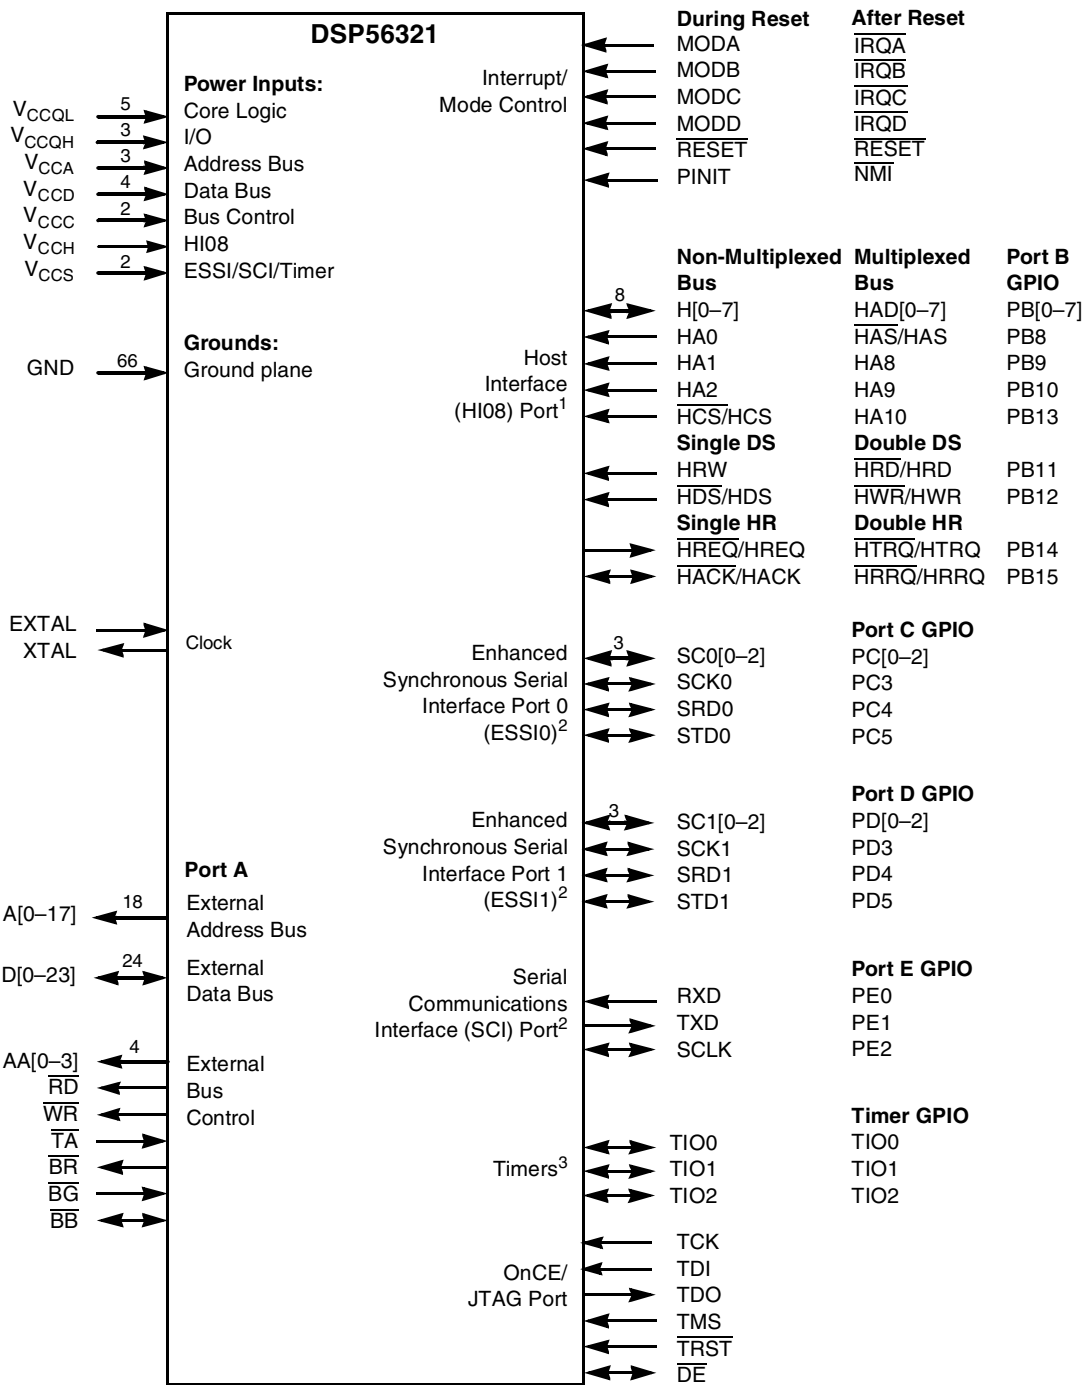 DSP56321
Power Inputs:
VCCQL 5 Core Logic
VCCQH 3 I/O
VCCA 3 Address Bus
VCCD 4 Data Bus
VCCC 2 Bus Control
VCCH HI08
VCCS 2 ESSI/SCI/Timer
Grounds:
GND 66 Ground plane
EXTAL
XTAL
Clock
Port A
A[0–17] 18 External
Address Bus
D[0–23] 24 External
Data Bus
AA[0–3] 4 External
RD Bus
WR Control
TA
BR
BG
BB
During Reset After Reset
Interrupt/
Mode Control
MODA IRQA
MODB IRQB
MODC IRQC
MODD IRQD
RESET RESET
PINIT NMI
Non-Multiplexed Multiplexed Port B
Bus Bus GPIO
Host
Interface
(HI08) Port1
8 H[0–7] HAD[0–7] PB[0–7]
HA0 HAS/HAS PB8
HA1 HA8 PB9
HA2 HA9 PB10
HCS/HCS HA10 PB13
Single DS Double DS
HRW HRD/HRD PB11
HDS/HDS HWR/HWR PB12
Single HR Double HR
HREQ/HREQ HTRQ/HTRQ PB14
HACK/HACK HRRQ/HRRQ PB15
Port C GPIO
Enhanced 3 SC0[0–2] PC[0–2]
Synchronous Serial SCK0 PC3
Interface Port 0 SRD0 PC4
(ESSI0)2 STD0 PC5
Port D GPIO
Enhanced 3 SC1[0–2] PD[0–2]
Synchronous Serial SCK1 PD3
Interface Port 1 SRD1 PD4
(ESSI1)2 STD1 PD5
Port E GPIO
Serial
Communications
Interface (SCI) Port2
RXD PE0
TXD PE1
SCLK PE2
Timer GPIO
Timers3
TIO0 TIO0
TIO1 TIO1
TIO2 TIO2
OnCE/
JTAG Port
TCK
TDI
TDO
TMS
TRST
DE